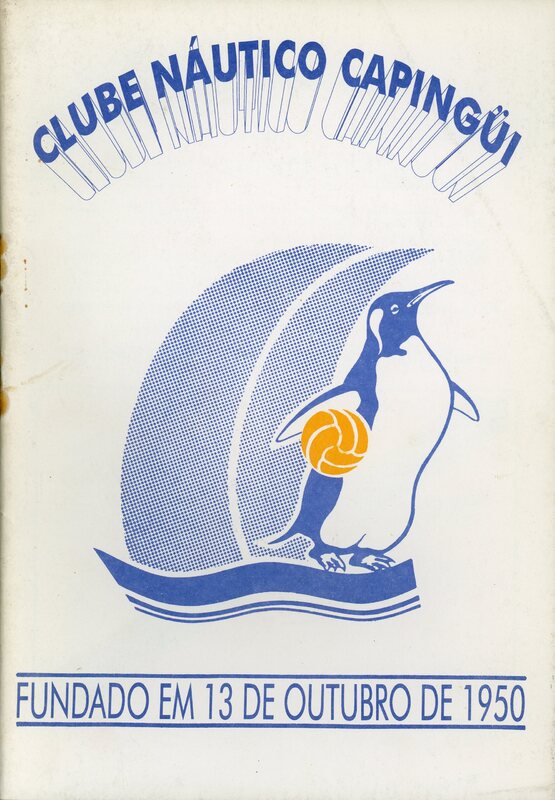 CLUBE NÁUTICO CAPINGÜI
FUNDADO EM 13 DE OUTUBRO DE 1950